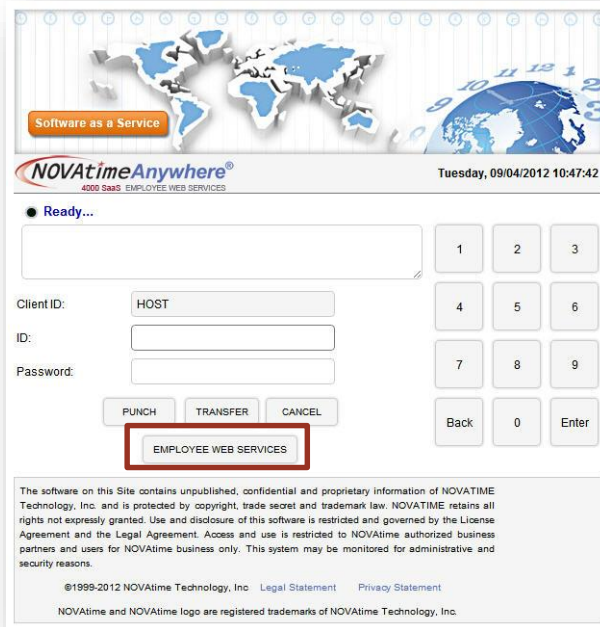 Software as a Service
10 11 12 1 2
9 3
NOVAtimeAnywhere®
4000 SaaS EMPLOYEE WEB SERVICES
Tuesday, 09/04/2012 10:47:42
Ready...
1 2 3
Client ID: HOST
4 5 6
ID:
Password:
7 8 9
PUNCH TRANSFER CANCEL
Back 0 Enter
EMPLOYEE WEB SERVICES
The software on this Site contains unpublished, confidential and proprietary information of NOVATIME
Technology, Inc. and is protected by copyright, trade secret and trademark law. NOVATIME retains all
rights not expressly granted. Use and disclosure of this software is restricted and governed by the License
Agreement and the Legal Agreement. Access and use is restricted to NOVAtime authorized business
partners and users for NOVAtime business only. This system may be monitored for administrative and
security reasons.
©1999-2012 NOVAtime Technology, Inc Legal Statement Privacy Statement
NOVAtime and NOVAtime logo are registered trademarks of NOVAtime Technology, Inc.